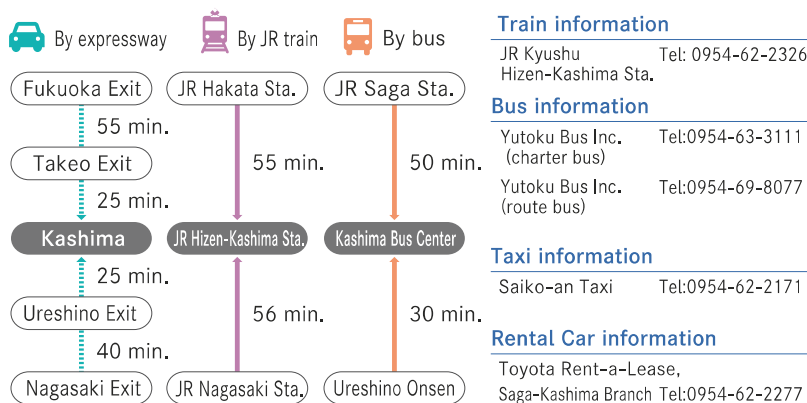 By expressway
By JR train
By bus
Fukuoka Exit
JR Hakata Sta.
JR Saga Sta.
55 min.
Takeo Exit
55 min.
50 min.
25 min.
Kashima
JR Hizen-Kashima Sta.
Kashima Bus Center
25 min.
Ureshino Exit
56 min.
30 min.
40 min.
Nagasaki Exit
JR Nagasaki Sta.
Ureshino Onsen
Train information
JR Kyushu Tel: 0954-62-2326
Hizen-Kashima Sta.
Bus information
Yutoku Bus Inc. Tel:0954-63-3111
(charter bus)
Yutoku Bus Inc. Tel:0954-69-8077
(route bus)
Taxi information
Saiko-an Taxi Tel:0954-62-2171
Rental Car information
Toyota Rent-a-Lease,
Saga-Kashima Branch Tel:0954-62-2277